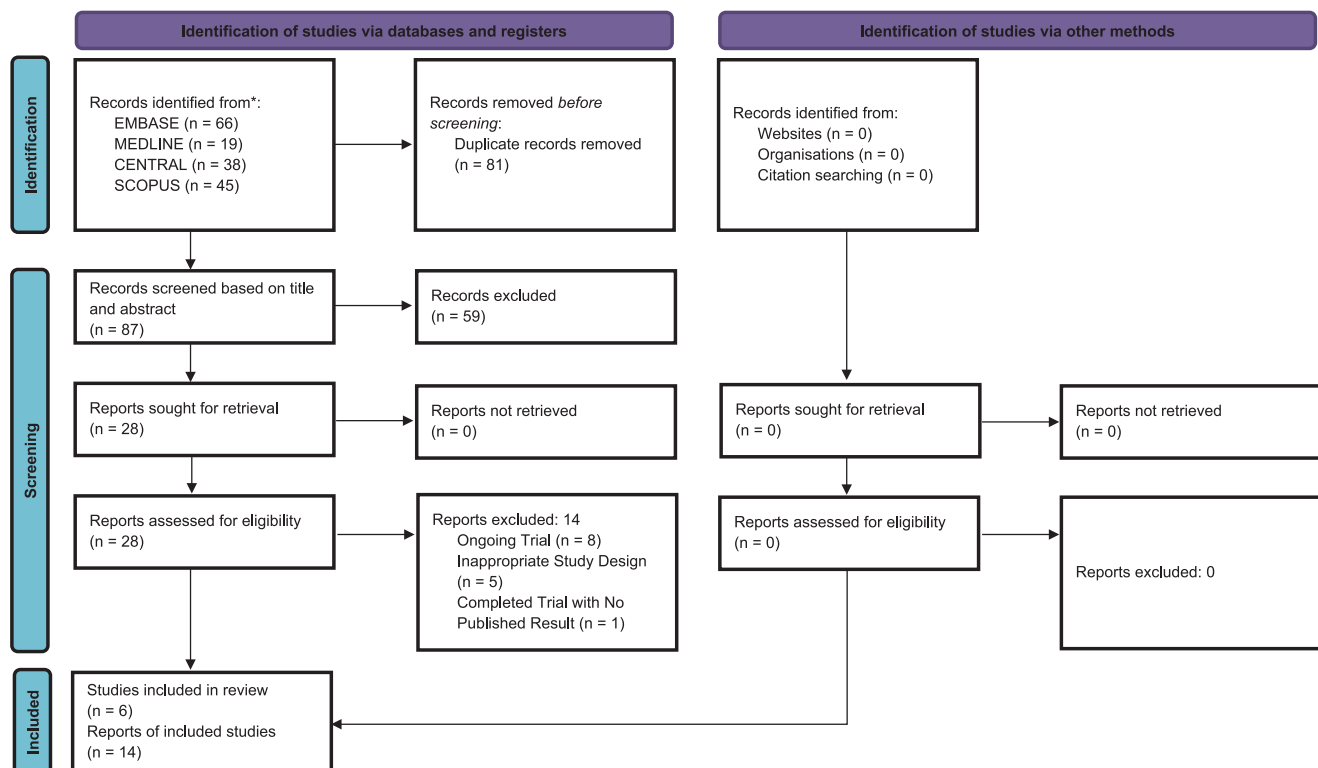 Identification of studies via databases and registers
Identification of studies via other methods
Identification
Records identified from*:
EMBASE (n = 66)
MEDLINE (n = 19)
CENTRAL (n = 38)
SCOPUS (n = 45)
Records removed before
screening:
Duplicate records removed
(n = 81)
Records identified from:
Websites (n = 0)
Organisations (n = 0)
Citation searching (n = 0)
Screening
Records screened based on title
and abstract
(n = 87)
Records excluded
(n = 59)
Reports sought for retrieval
(n = 28)
Reports not retrieved
(n = 0)
Reports sought for retrieval
(n = 0)
Reports not retrieved
(n = 0)
Reports assessed for eligibility
(n = 28)
Reports excluded: 14
Ongoing Trial (n = 8)
Inappropriate Study Design
(n = 5)
Completed Trial with No
Published Result (n = 1)
Reports assessed for eligibility
(n = 0)
Reports excluded: 0
Included
Studies included in review
(n = 6)
Reports of included studies
(n = 14)